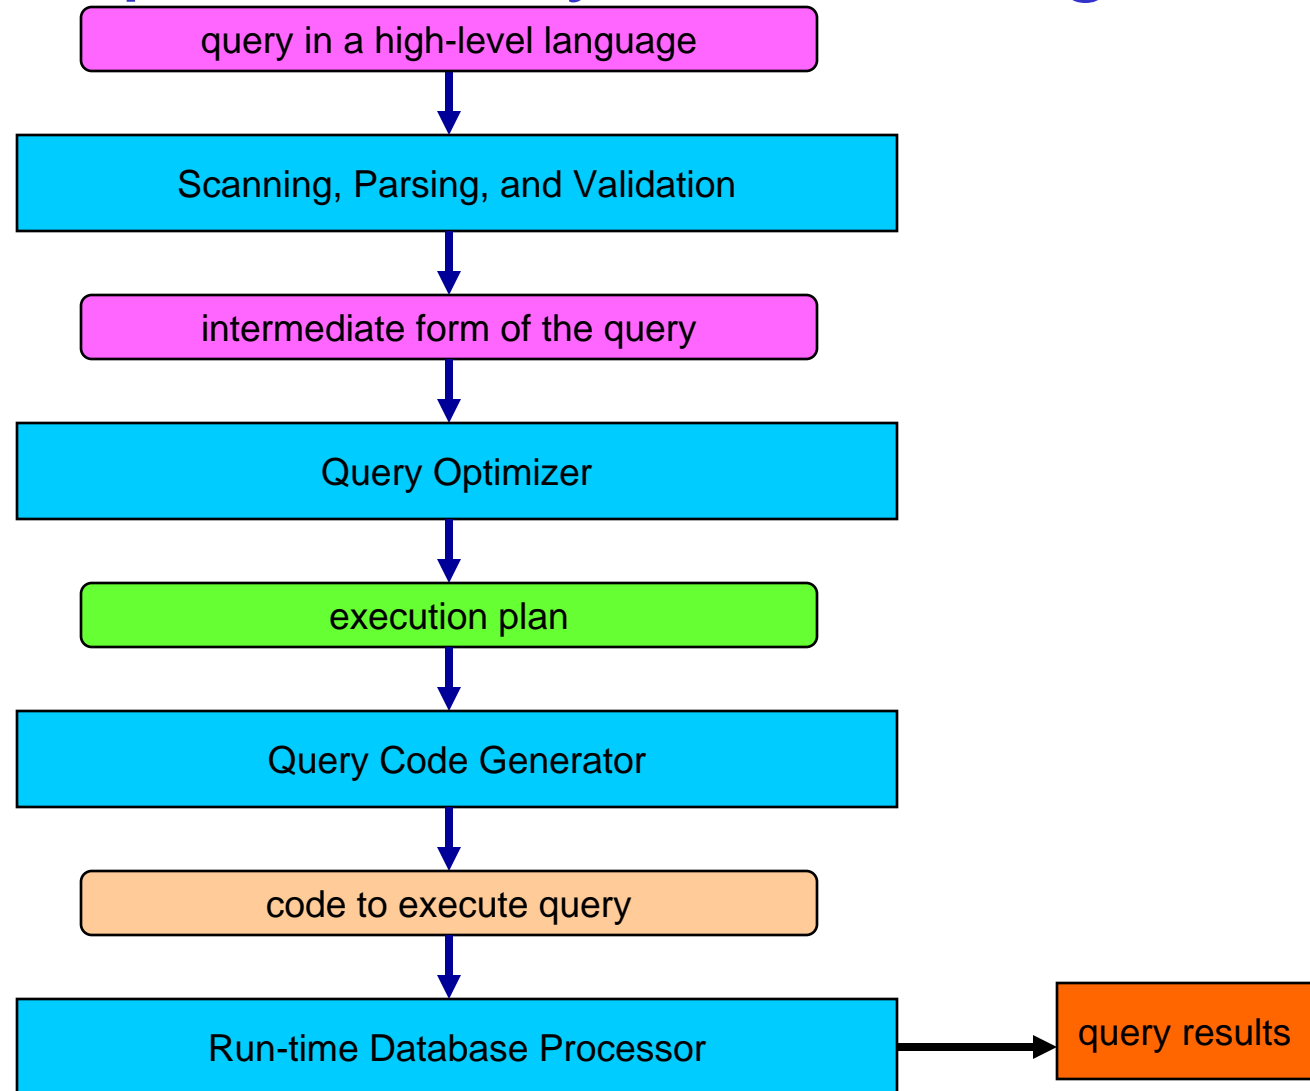 query in a high-level language
Scanning, Parsing, and Validation
intermediate form of the query
Query Optimizer
execution plan
Query Code Generator
code to execute query
Run-time Database Processor
query results